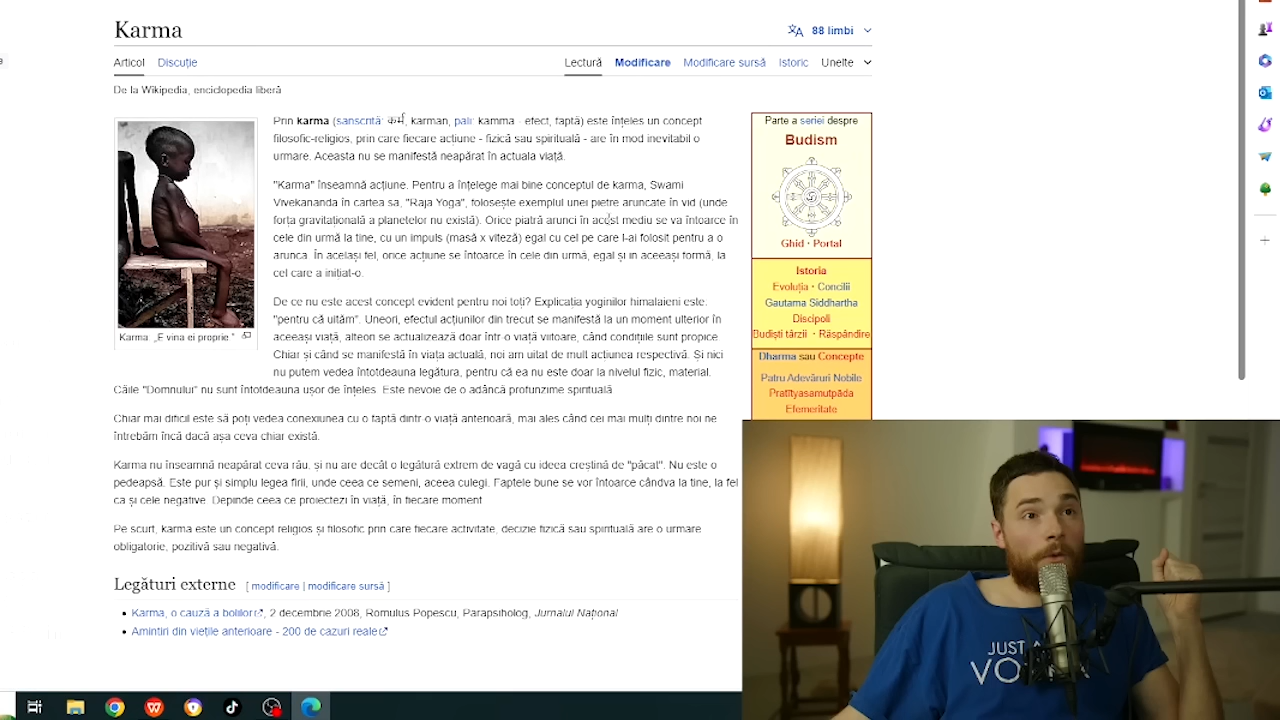 Karma
88 limbi
Articol Discuție Lectură Modificare Modificare sursă Istoric Unelte
De la Wikipedia, enciclopedia liberă
Karma „E vina ei proprie."
Prin karma (sanscrită: कर्म, karman, pali: kamma - efect, faptă) este înțeles un concept
filosofic-religios, prin care fiecare acțiune - fizică sau spirituală - are în mod inevitabil o
urmare. Aceasta nu se manifestă neapărat în actuala viață.
"Karma" înseamnă acțiune. Pentru a înțelege mai bine conceptul de karma, Swami
Vivekananda în cartea sa, "Raja Yoga", folosește exemplul unei pietre aruncate în vid (unde
forța gravitațională a planetelor nu există). Orice piatră arunci în acest mediu se va întoarce în
cele din urmă la tine, cu un impuls (masă x viteză) egal cu cel pe care l-ai folosit pentru a o
arunca. În același fel, orice acțiune se întoarce în cele din urmă, egal și în aceeași formă, la
cel care a inițiat-o.
De ce nu este acest concept evident pentru noi toți? Explicația yoginilor himalaieni este:
"pentru că uităm". Uneori, efectul acțiunilor din trecut se manifestă la un moment ulterior în
aceeași viață, alteori se actualizează doar într-o viață viitoare, când condițiile sunt propice.
Chiar și când se manifestă în viața actuală, noi am uitat de mult acțiunea respectivă. Și nici
nu putem vedea întotdeauna legătura, pentru că ea nu este doar la nivelul fizic, material.
Căile "Domnului" nu sunt întotdeauna ușor de înțeles. Este nevoie de o adâncă profunzime spirituală.
Chiar mai dificil este să poți vedea conexiunea cu o faptă dintr-o viață anterioară, mai ales când cei mai mulți dintre noi ne
întrebăm încă dacă așa ceva chiar există.
Karma nu înseamnă neapărat ceva rău, și nu are decât o legătură extrem de vagă cu ideea creștină de "păcat". Nu este o
pedeapsă. Este pur și simplu legea firii, unde ceea ce semeni, aceea culegi. Faptele bune se vor întoarce cândva la tine, la fel
ca și cele negative. Depinde ceea ce proiectezi în viață, în fiecare moment.
Pe scurt, karma este un concept religios și filosofic prin care fiecare activitate, decizie fizică sau spirituală are o urmare
obligatorie, pozitivă sau negativă.
Legături externe [ modificare | modificare sursă ]
Karma, o cauză a bolilor, 2 decembrie 2008, Romulus Popescu, Parapsiholog, Jurnalul Național
Amintiri din viețile anterioare - 200 de cazuri reale
Parte a seriei despre
Budism
Ghid · Portal
Istoria
Evoluția · Concilii
Gautama Siddhartha
Discipoli
Budiști târzii · Răspândire
Dharma sau Concepte
Patru Adevăruri Nobile
Pratītyasamutpāda
Efemeritate
JUST A